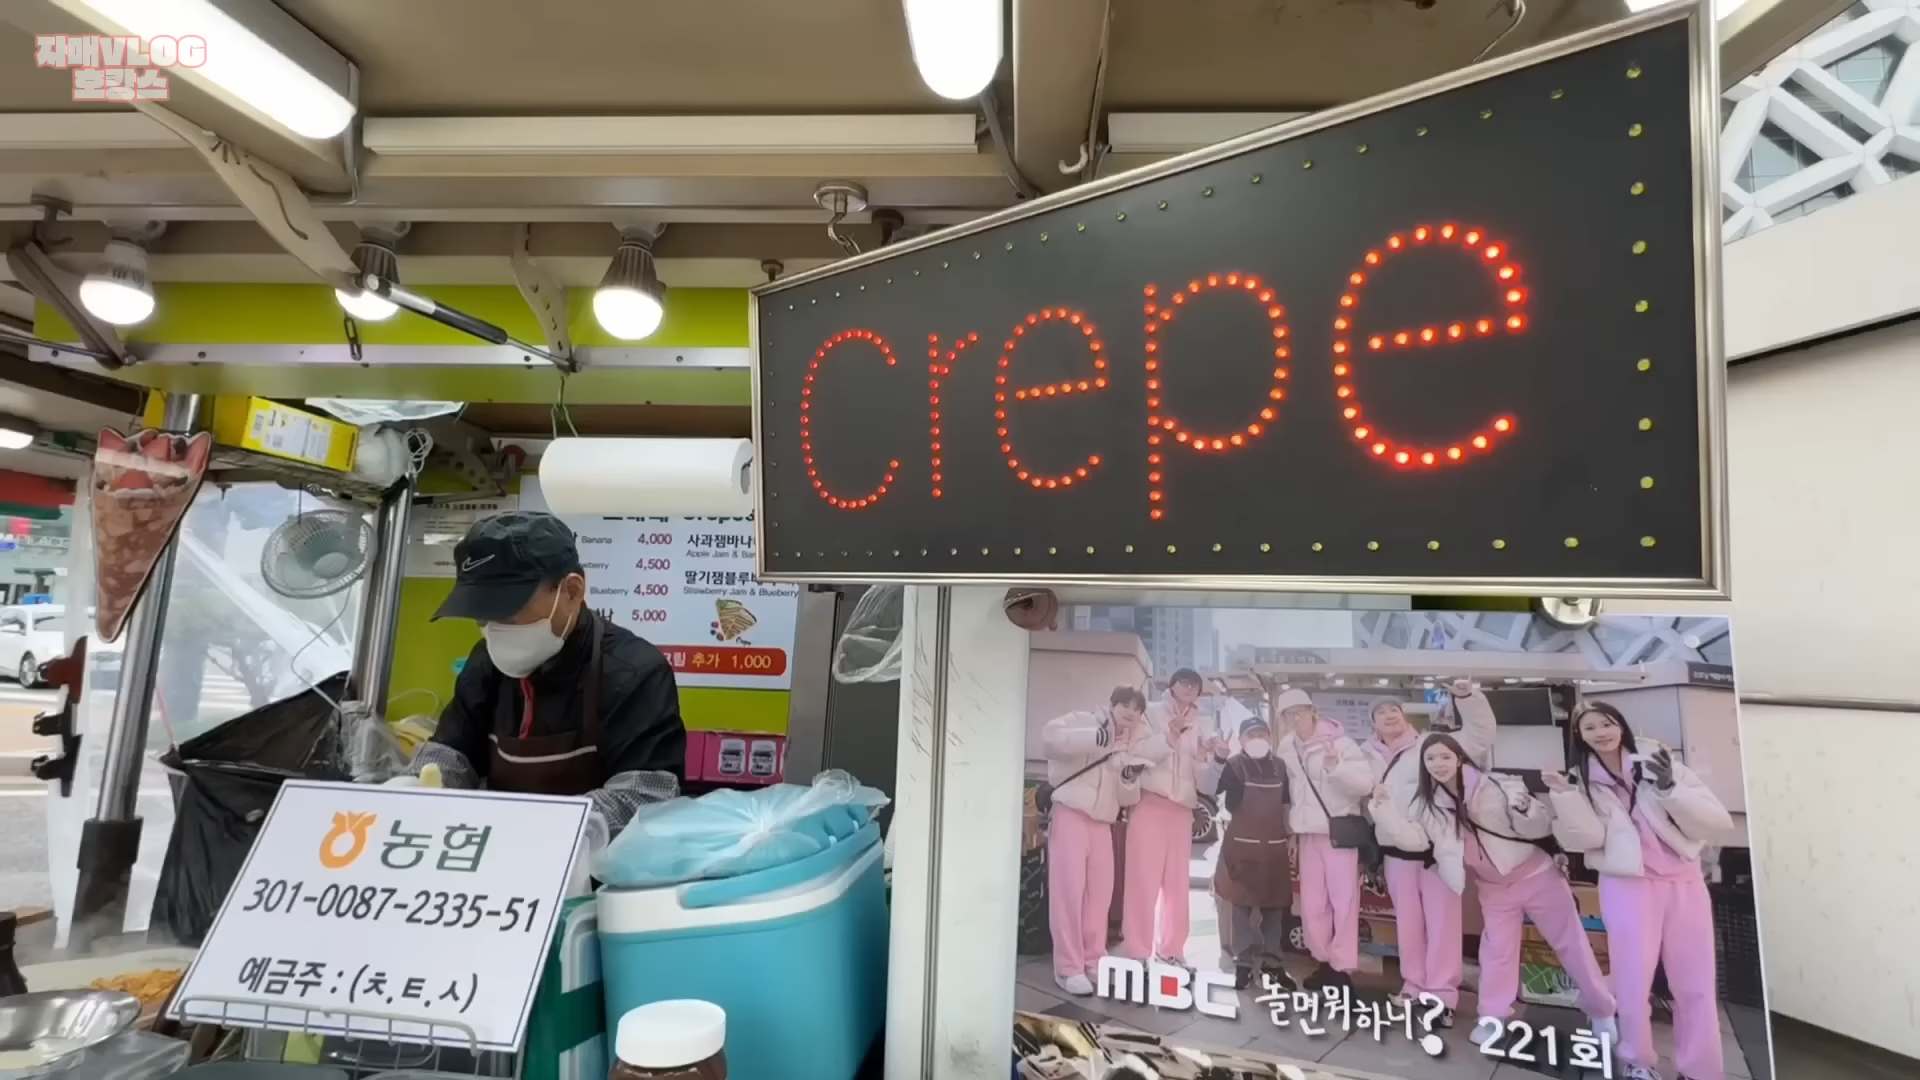 자매VLOG
호캉스
crepe
Banana 4,000
4,500
Blueberry 4,500
5,000
사과잼바나
Apple Jam & Ba
딸기잼블루베
Strawberry Jam & Blueberry
추가 1,000
농협
301-0087-2335-51
예금주 : (ㅊ,ㅌ,ㅅ)
MBC 놀면뭐하니? 221회